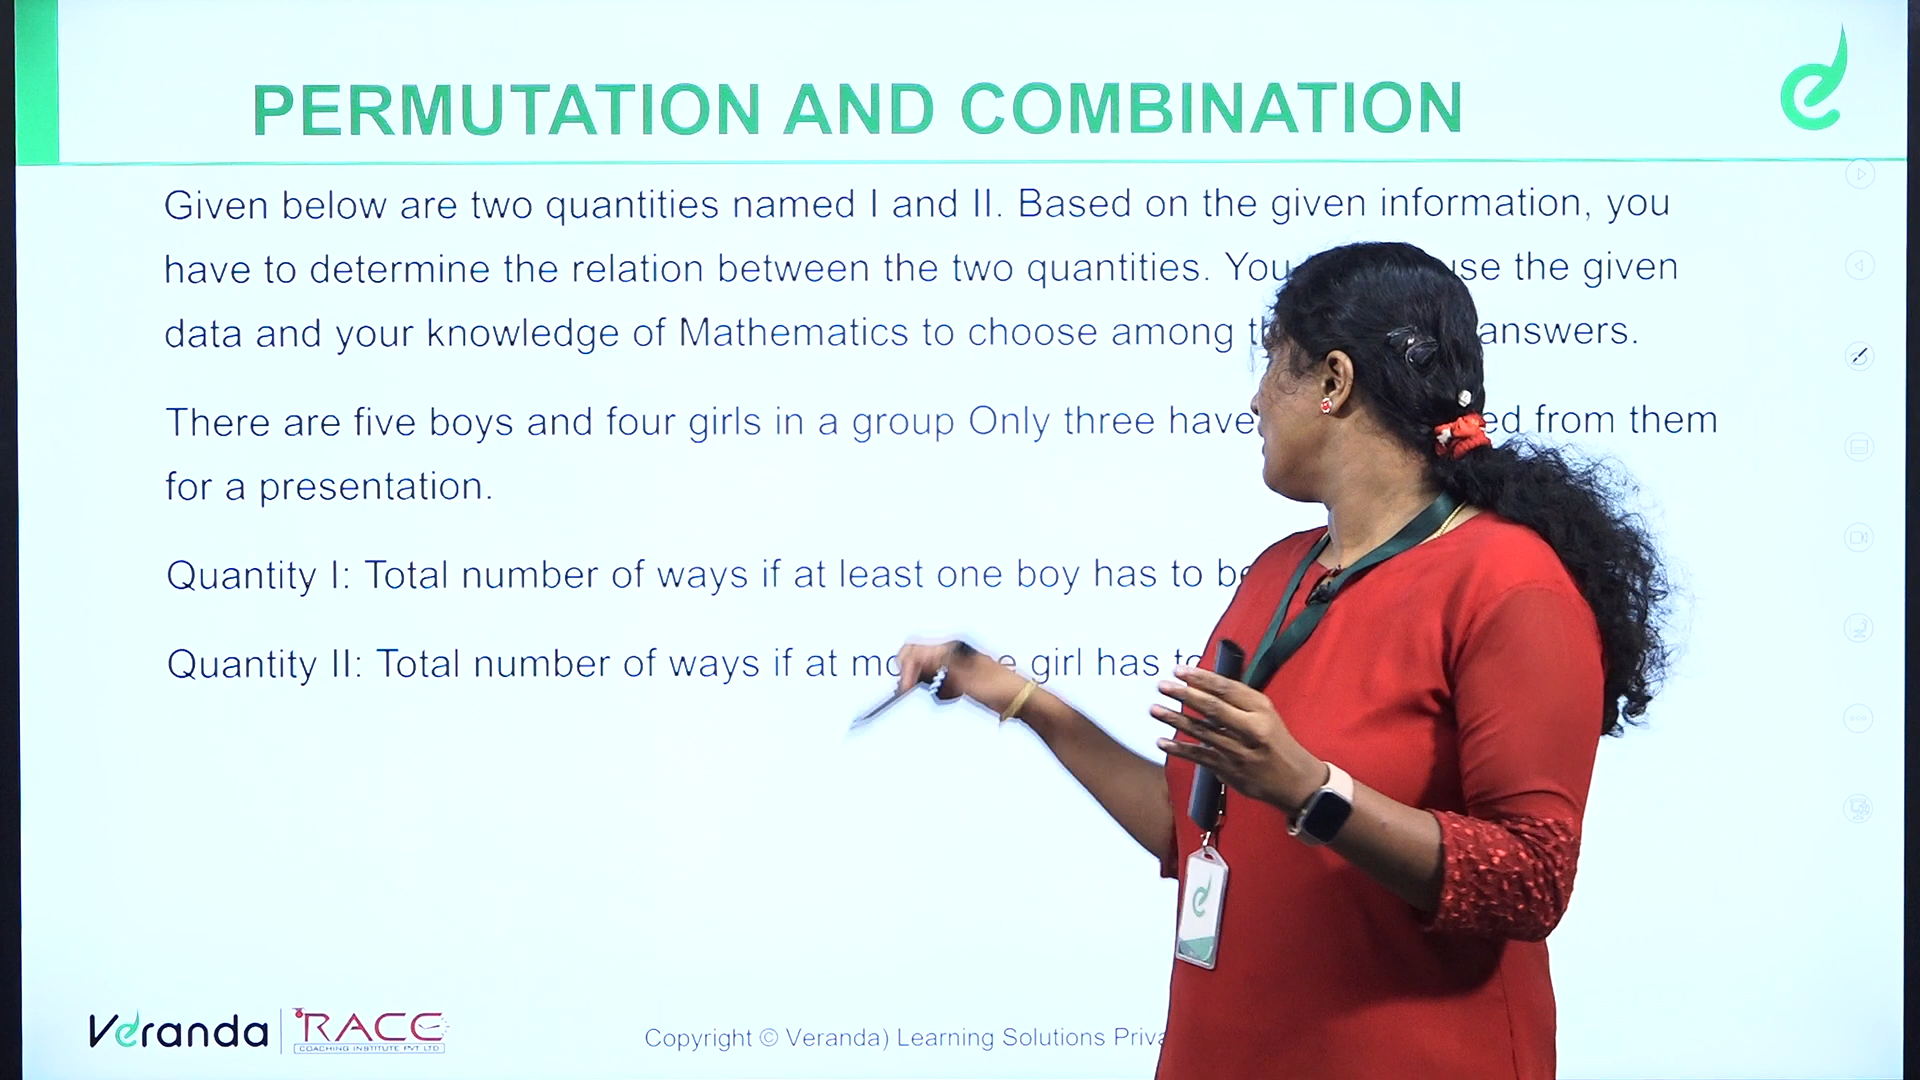 PERMUTATION AND COMBINATION
Given below are two quantities named I and II. Based on the given information, you
have to determine the relation between the two quantities. You use the given
data and your knowledge of Mathematics to choose among answers.
There are five boys and four girls in a group Only three have from them
for a presentation.
Quantity I: Total number of ways if at least one boy has to
Quantity II: Total number of ways if at girl has
Veranda
RACE
COACHING INSTITUTE PVT LTD
Copyright © Veranda) Learning Solutions